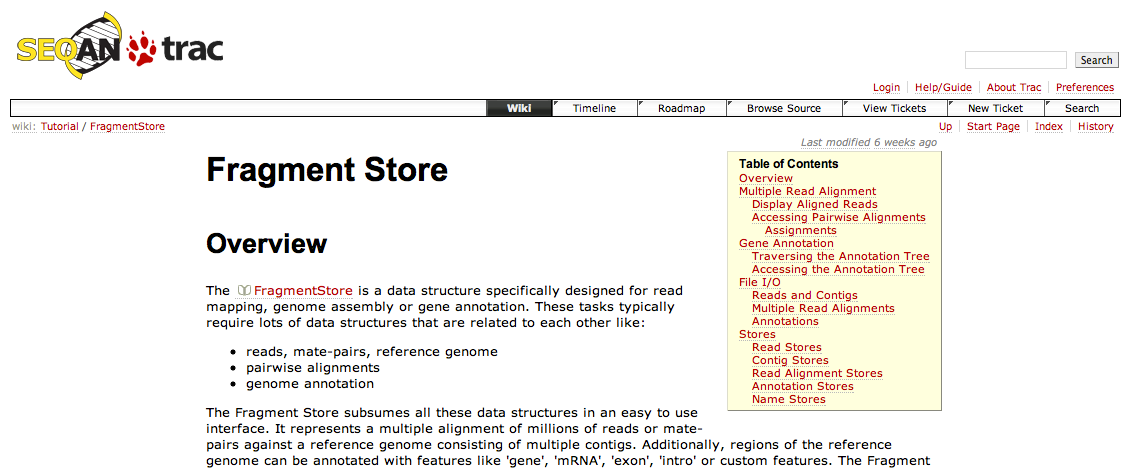 SEQAN trac
Search
Login Help/Guide About Trac Preferences
Wiki Timeline Roadmap Browse Source View Tickets New Ticket Search
wiki: Tutorial / FragmentStore
Up Start Page Index History
Last modified 6 weeks ago
Fragment Store
Overview
The FragmentStore is a data structure specifically designed for read
mapping, genome assembly or gene annotation. These tasks typically
require lots of data structures that are related to each other like:
• reads, mate-pairs, reference genome
• pairwise alignments
• genome annotation
The Fragment Store subsumes all these data structures in an easy to use
interface. It represents a multiple alignment of millions of reads or mate-
pairs against a reference genome consisting of multiple contigs. Additionally, regions of the reference
genome can be annotated with features like 'gene', 'mRNA', 'exon', 'intro' or custom features. The Fragment
Table of Contents
Overview
Multiple Read Alignment
Display Aligned Reads
Accessing Pairwise Alignments
Assignments
Gene Annotation
Traversing the Annotation Tree
Accessing the Annotation Tree
File I/O
Reads and Contigs
Multiple Read Alignments
Annotations
Stores
Read Stores
Contig Stores
Read Alignment Stores
Annotation Stores
Name Stores